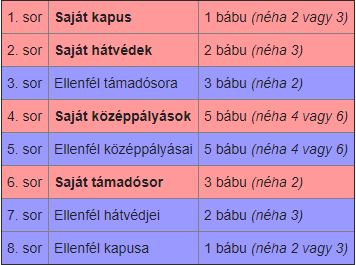 1. sor Saját kapus 1 bábu (néha 2 vagy 3)
2. sor Saját hátvédek 2 bábu (néha 3)
3. sor Ellenfél támadósora 3 bábu (néha 2)
4. sor Saját középpályások 5 bábu (néha 4 vagy 6)
5. sor Ellenfél középpályásai 5 bábu (néha 4 vagy 6)
6. sor Saját támadósor 3 bábu (néha 2)
7. sor Ellenfél hátvédjei 2 bábu (néha 3)
8. sor Ellenfél kapusa 1 bábu (néha 2 vagy 3)